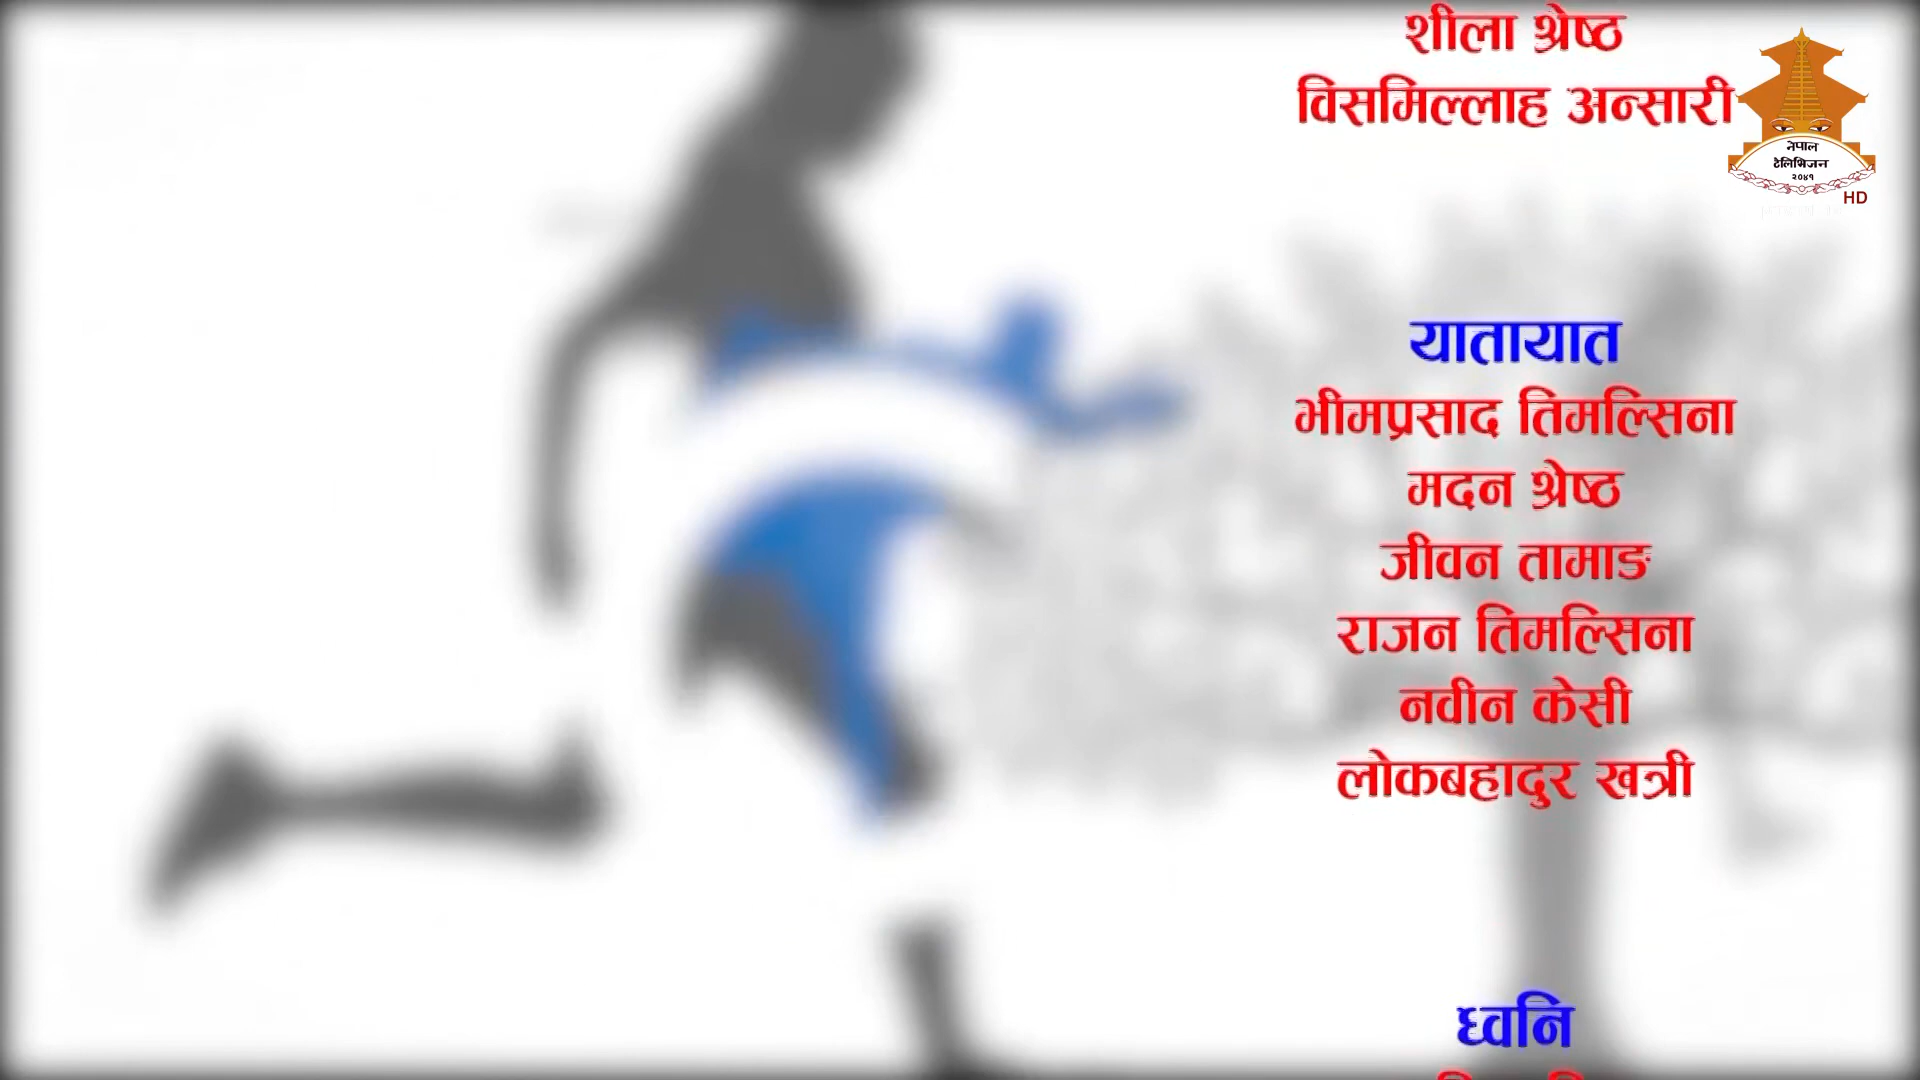 शीला श्रेष्ठ
विसमिल्लाह अन्सारी
नेपाल
टेलिभिजन
२०४१
HD
यातायात
भीमप्रसाद तिमल्सिना
मदन श्रेष्ठ
जीवन तामाङ
राजन तिमल्सिना
नवीन केसी
लोकबहादुर खत्री
ध्वनि